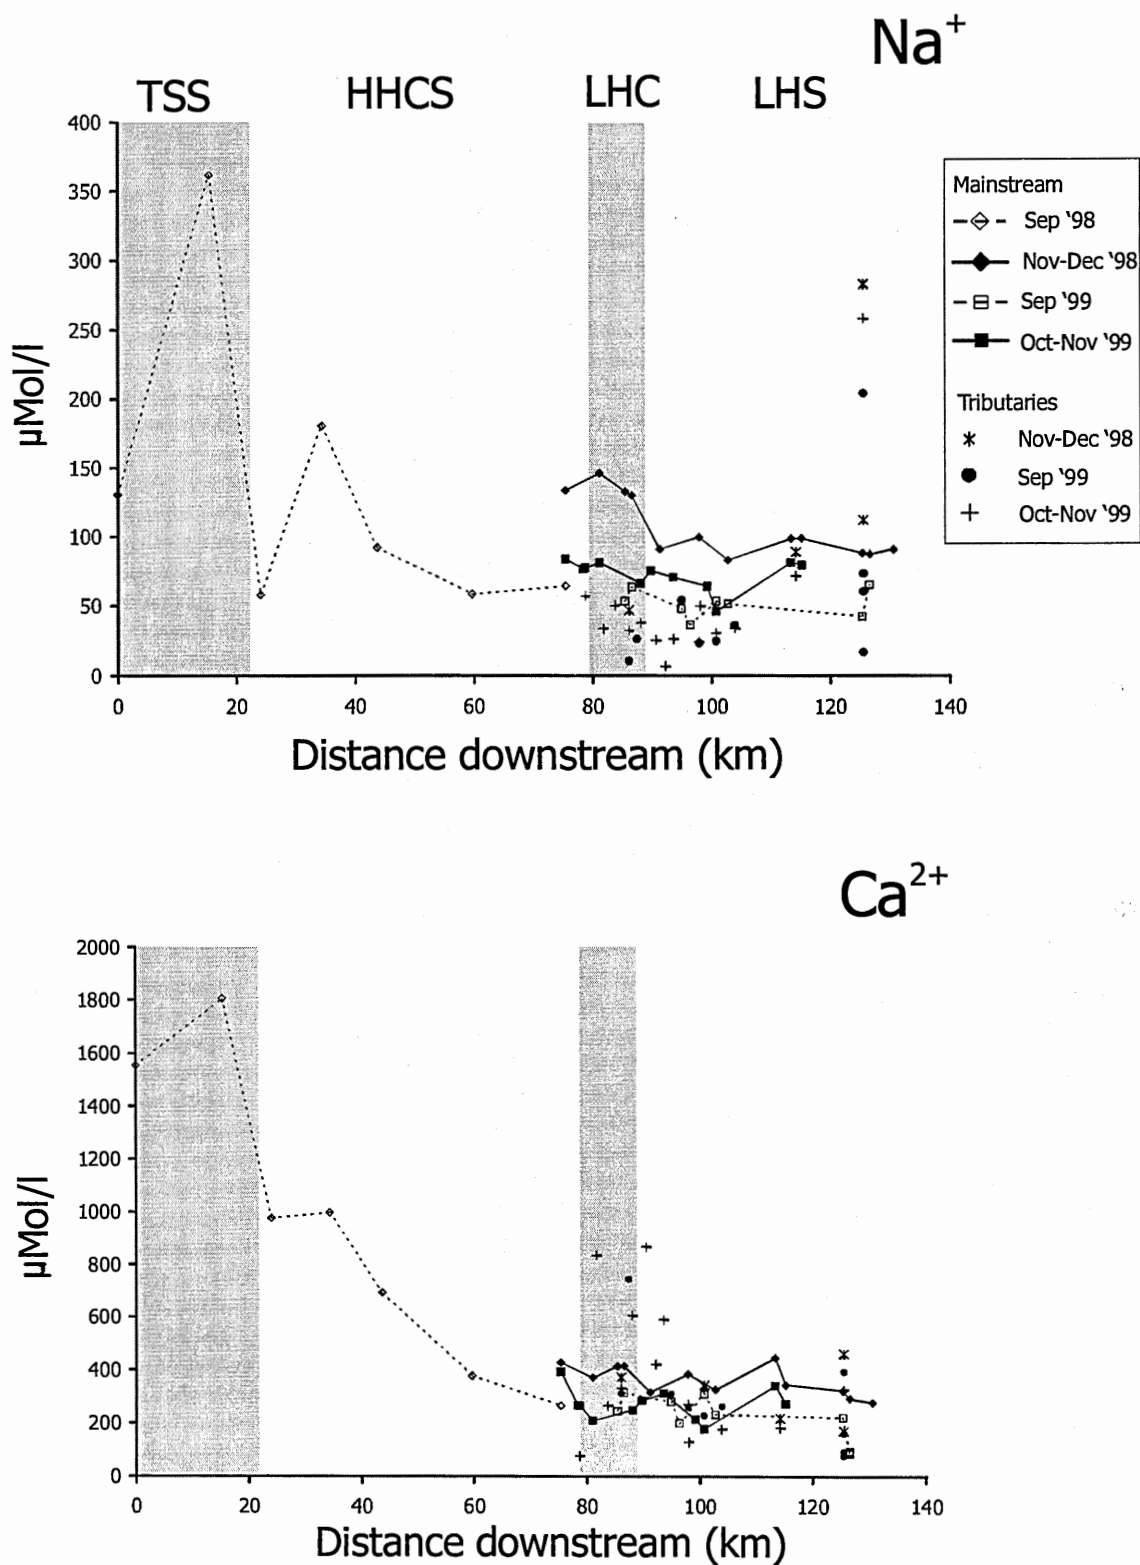 Na+
TSS HHCS LHC LHS
400
350
300
250
200
150
100
50
0
µMol/l
0 20 40 60 80 100 120 140
Distance downstream (km)
Mainstream
Sep '98
Nov-Dec '98
Sep '99
Oct-Nov '99
Tributaries
Nov-Dec '98
Sep '99
Oct-Nov '99
Ca2+
2000
1800
1600
1400
1200
1000
800
600
400
200
0
µMol/l
0 20 40 60 80 100 120 140
Distance downstream (km)